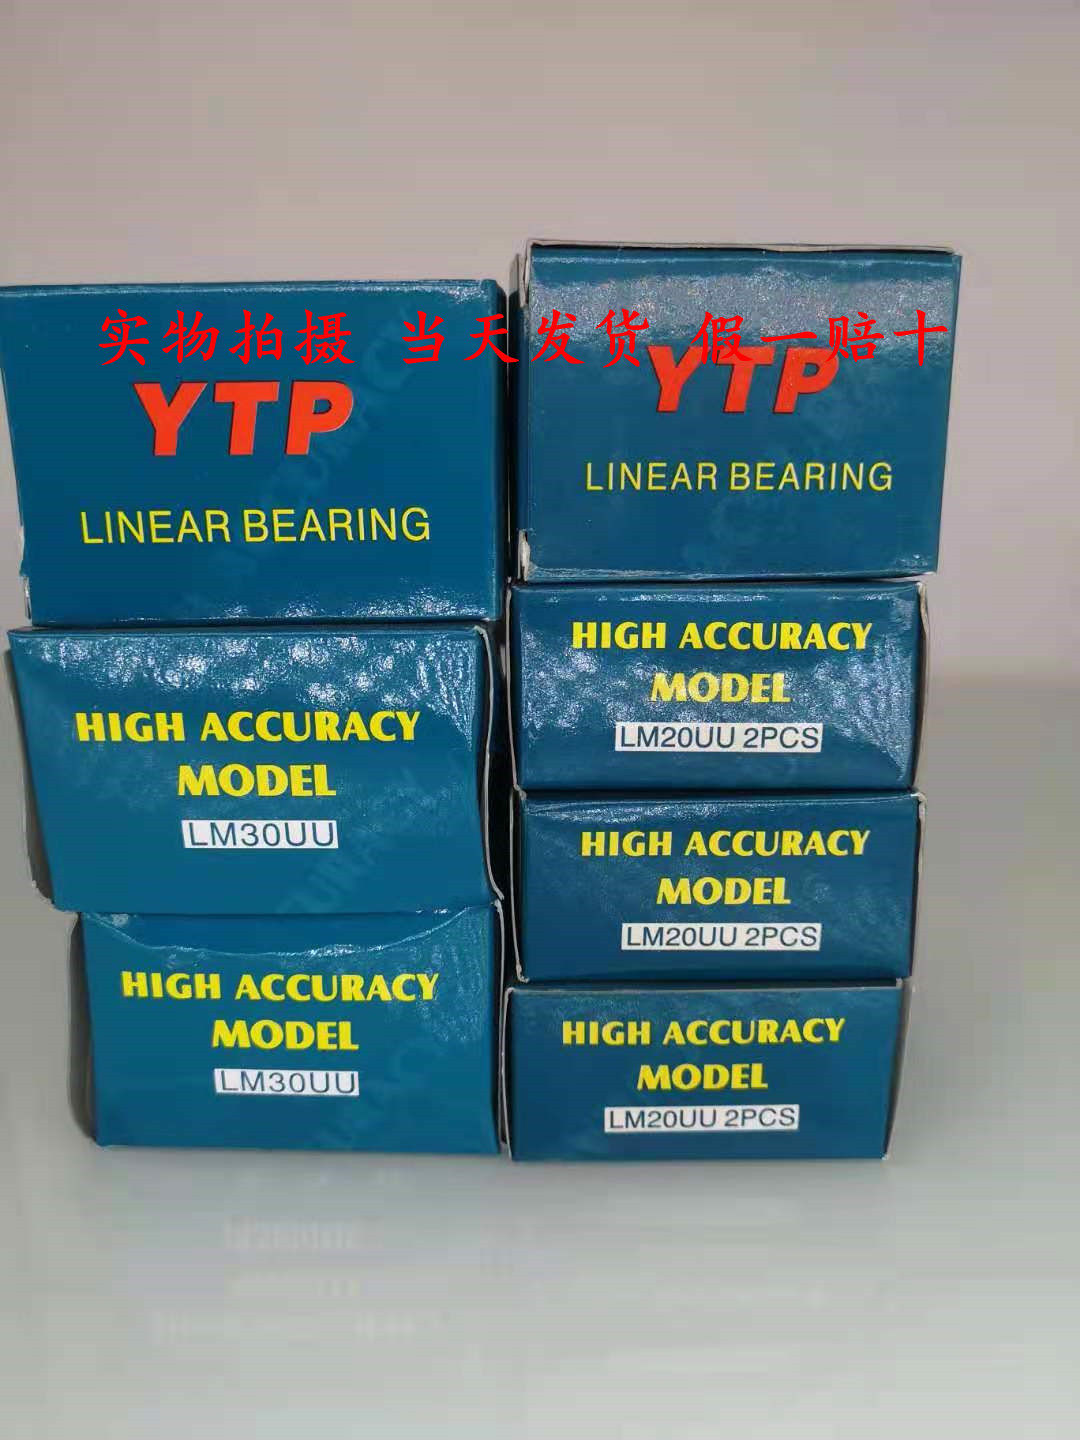 实物拍摄 当天发货 假一赔十
YTP
LINEAR BEARING
HIGH ACCURACY
MODEL
LM30UU
HIGH ACCURACY
MODEL
LM30UU
YTP
LINEAR BEARING
HIGH ACCURACY
MODEL
LM20UU 2PCS
HIGH ACCURACY
MODEL
LM20UU 2PCS
HIGH ACCURACY
MODEL
LM20UU 2PCS